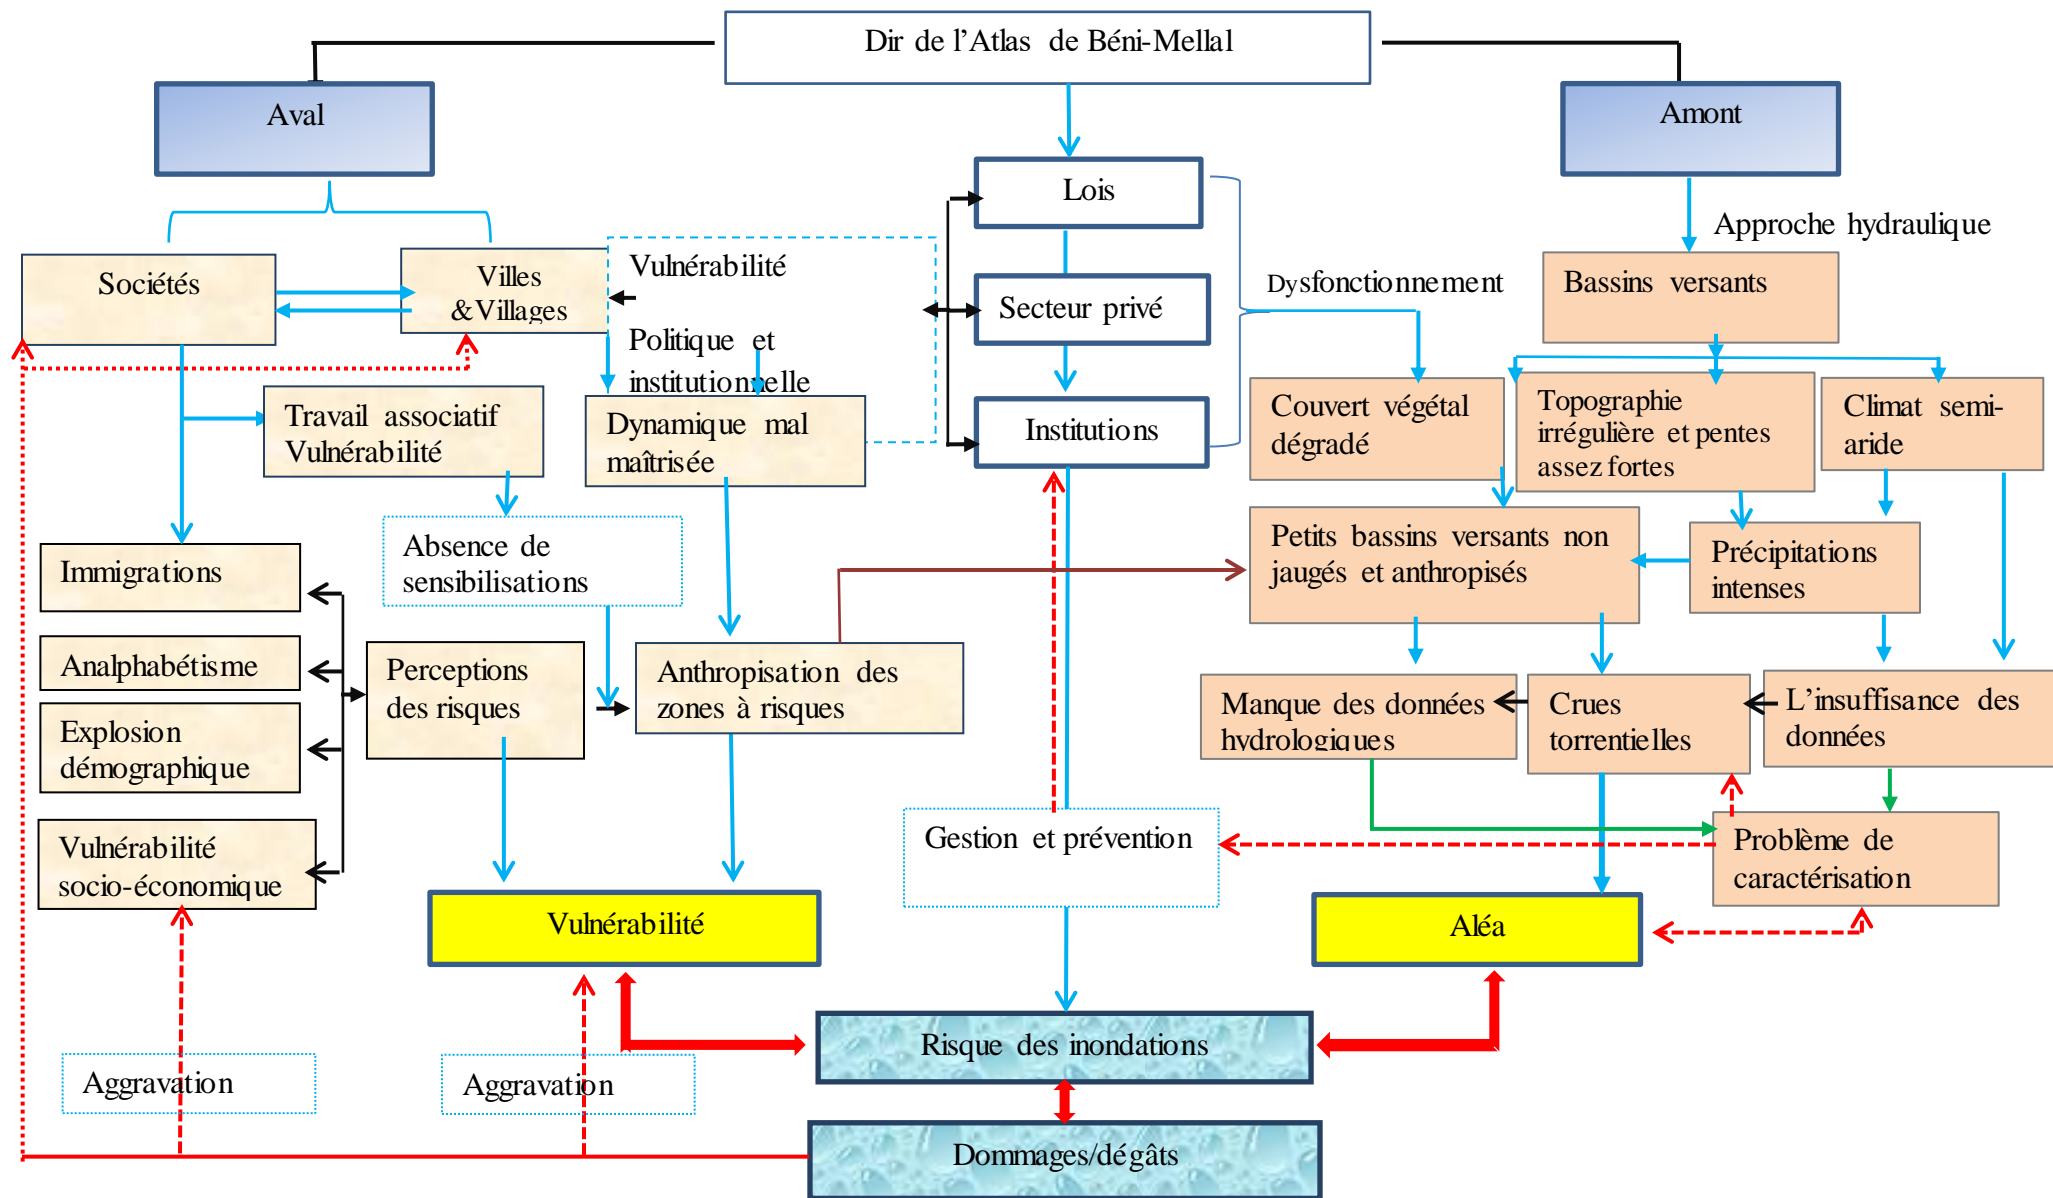 Dir de l'Atlas de Béni-Mellal
Aval
Amont
Lois
Approche hydraulique
Sociétés
Villes
&Villages
Vulnérabilité
Politique et
institutionnelle
Secteur privé
Dysfonctionnement
Bassins versants
Travail associatif
Vulnérabilité
Dynamique mal
maîtrisée
Institutions
Couvert végétal
dégradé
Topographie
irrégulière et pentes
assez fortes
Climat semi-
aride
Absence de
sensibilisations
Petits bassins versants non
jaugés et anthropisés
Précipitations
intenses
Immigrations
Analphabétisme
Explosion
démographique
Vulnérabilité
socio-économique
Perceptions
des risques
Anthropisation des
zones à risques
Manque des données
hydrologiques
Crues
torrentielles
L'insuffisance des
données
Gestion et prévention
Problème de
caractérisation
Vulnérabilité
Aléa
Risque des inondations
Aggravation
Aggravation
Dommages/dégâts